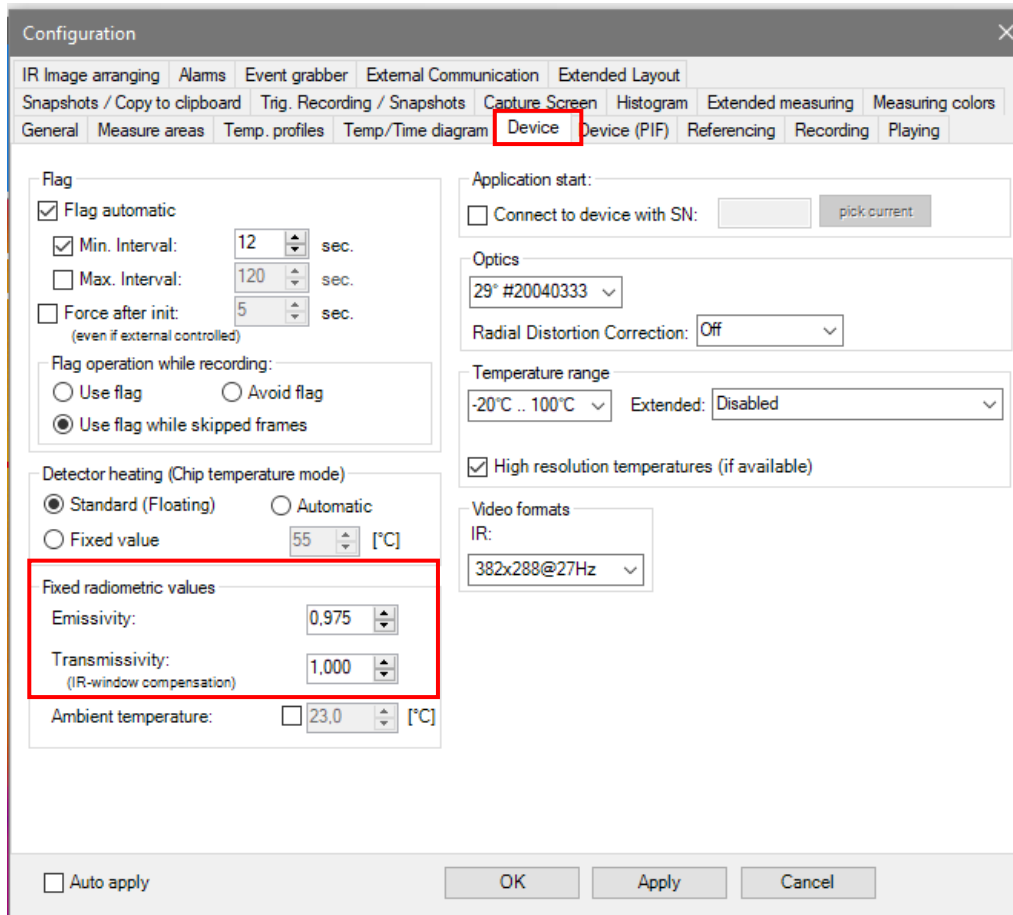 Configuration
IR Image arranging Alarms Event grabber External Communication Extended Layout
Snapshots / Copy to clipboard Trig. Recording / Snapshots Capture Screen Histogram Extended measuring Measuring colors
General Measure areas Temp. profiles Temp/Time diagram Device Device (PIF) Referencing Recording Playing
Flag
Flag automatic
Min. Interval: 12 sec.
Max. Interval: 120 sec.
Force after init: 5 sec.
(even if external controlled)
Flag operation while recording:
Use flag Avoid flag
Use flag while skipped frames
Detector heating (Chip temperature mode)
Standard (Floating) Automatic
Fixed value 55 [°C]
Fixed radiometric values
Emissivity: 0,975
Transmissivity: 1,000
(IR-window compensation)
Ambient temperature: 23,0 [°C]
Application start:
Connect to device with SN: pick current
Optics
29° #20040333
Radial Distortion Correction: Off
Temperature range
-20°C .. 100°C Extended: Disabled
High resolution temperatures (if available)
Video formats
IR:
382x288@27Hz
Auto apply OK Apply Cancel